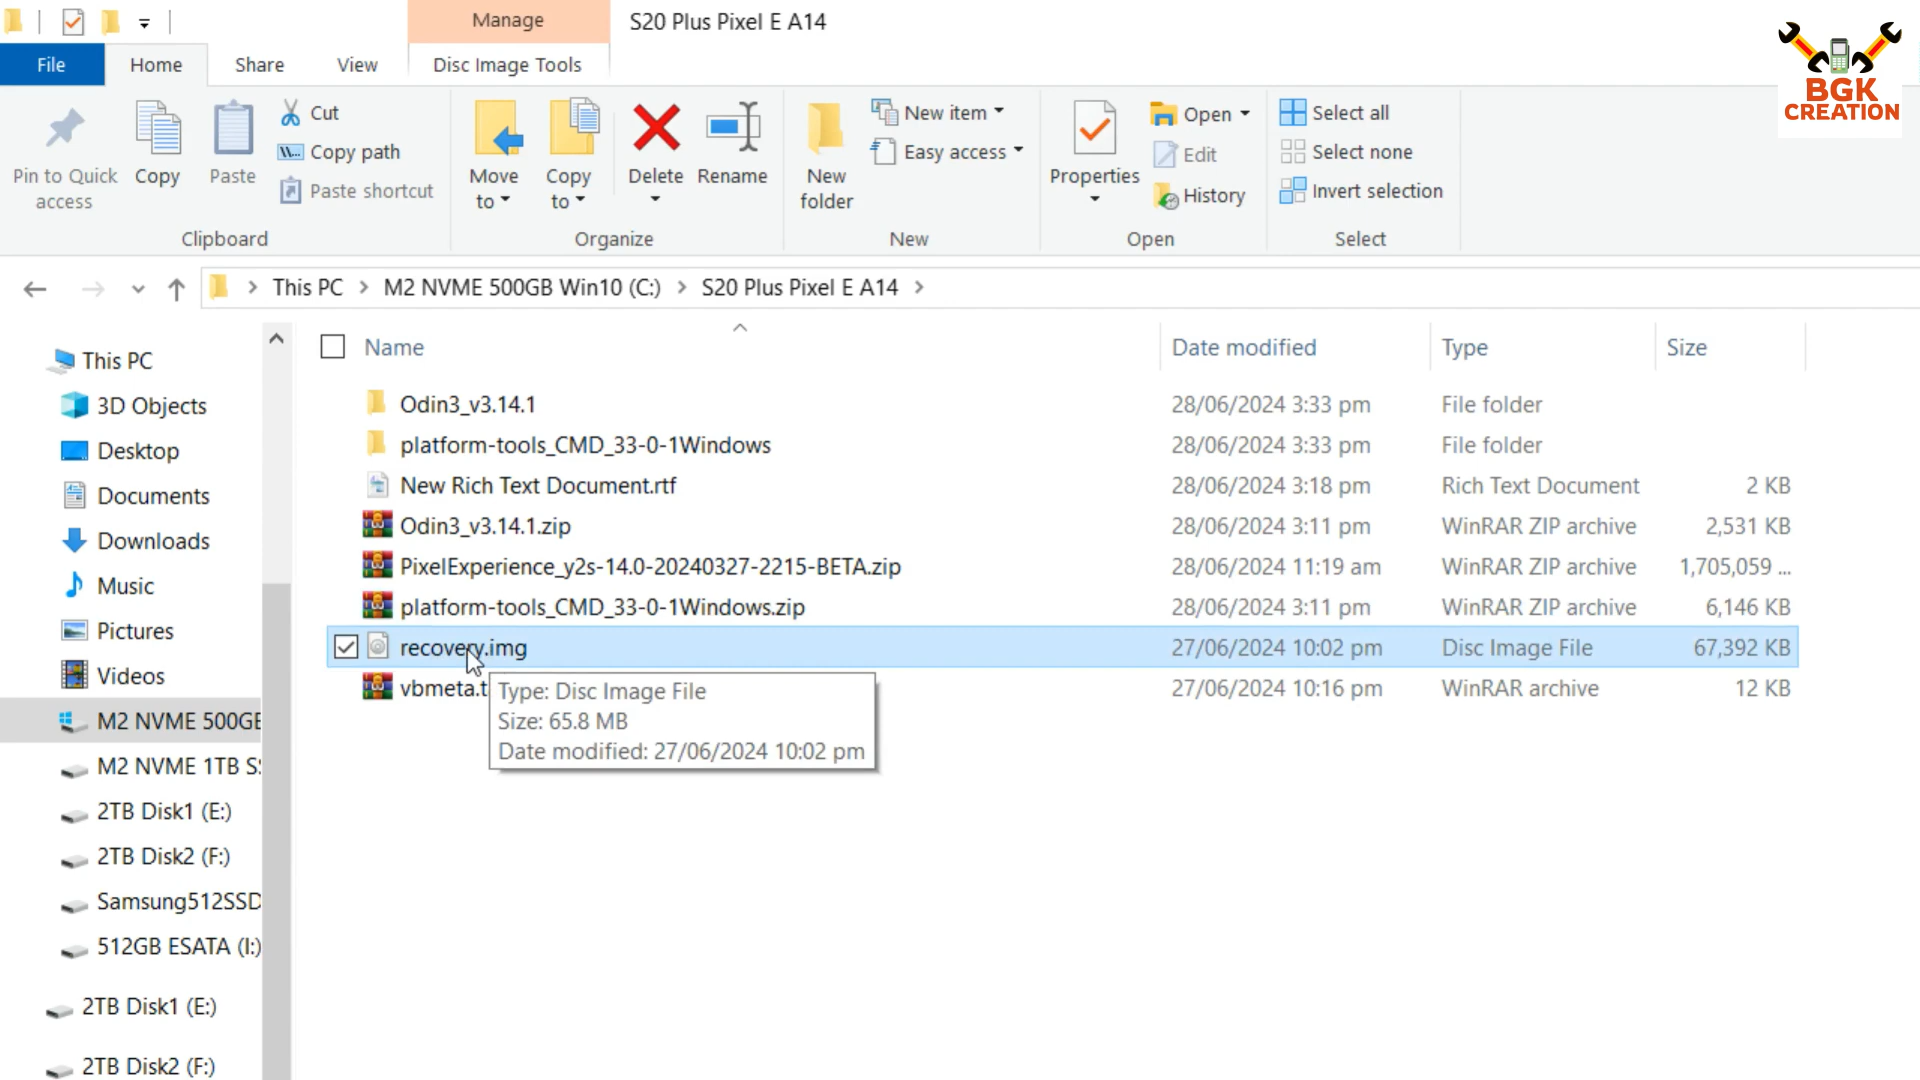 Manage
S20 Plus Pixel E A14
File
Home
Share
View
Disc Image Tools
BGK
CREATION
Pin to Quick
access
Copy
Paste
Cut
Copy path
Paste shortcut
Move
to
Copy
to
Delete
Rename
New
folder
New item
Easy access
Properties
Open
Edit
History
Select all
Select none
Invert selection
Clipboard
Organize
New
Open
Select
This PC
M2 NVME 500GB Win10 (C:)
S20 Plus Pixel E A14
This PC
3D Objects
Desktop
Documents
Downloads
Music
Pictures
Videos
M2 NVME 500GB
M2 NVME 1TB
2TB Disk1 (E:)
2TB Disk2 (F:)
Samsung512SSD
512GB ESATA (I:)
2TB Disk1 (E:)
2TB Disk2 (F:)
Name Date modified Type Size
Odin3_v3.14.1 28/06/2024 3:33 pm File folder
platform-tools_CMD_33-0-1Windows 28/06/2024 3:33 pm File folder
New Rich Text Document.rtf 28/06/2024 3:18 pm Rich Text Document 2 KB
Odin3_v3.14.1.zip 28/06/2024 3:11 pm WinRAR ZIP archive 2,531 KB
PixelExperience_y2s-14.0-20240327-2215-BETA.zip 28/06/2024 11:19 am WinRAR ZIP archive 1,705,059 ...
platform-tools_CMD_33-0-1Windows.zip 28/06/2024 3:11 pm WinRAR ZIP archive 6,146 KB
recovery.img 27/06/2024 10:02 pm Disc Image File 67,392 KB
vbmeta.t 27/06/2024 10:16 pm WinRAR archive 12 KB
Type: Disc Image File
Size: 65.8 MB
Date modified: 27/06/2024 10:02 pm